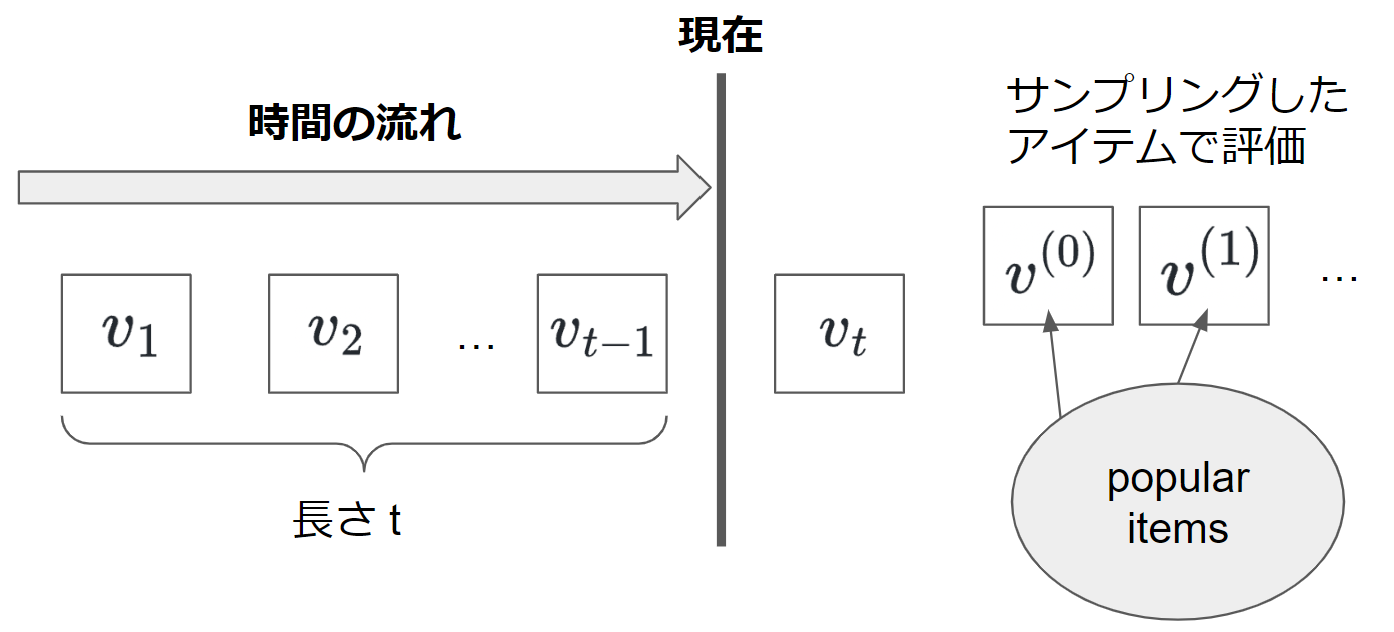 現在
時間の流れ
サンプリングした
アイテムで評価
v_1
v_2
...
v_{t-1}
v_t
v^{(0)}
v^{(1)}
...
長さ t
popular
items